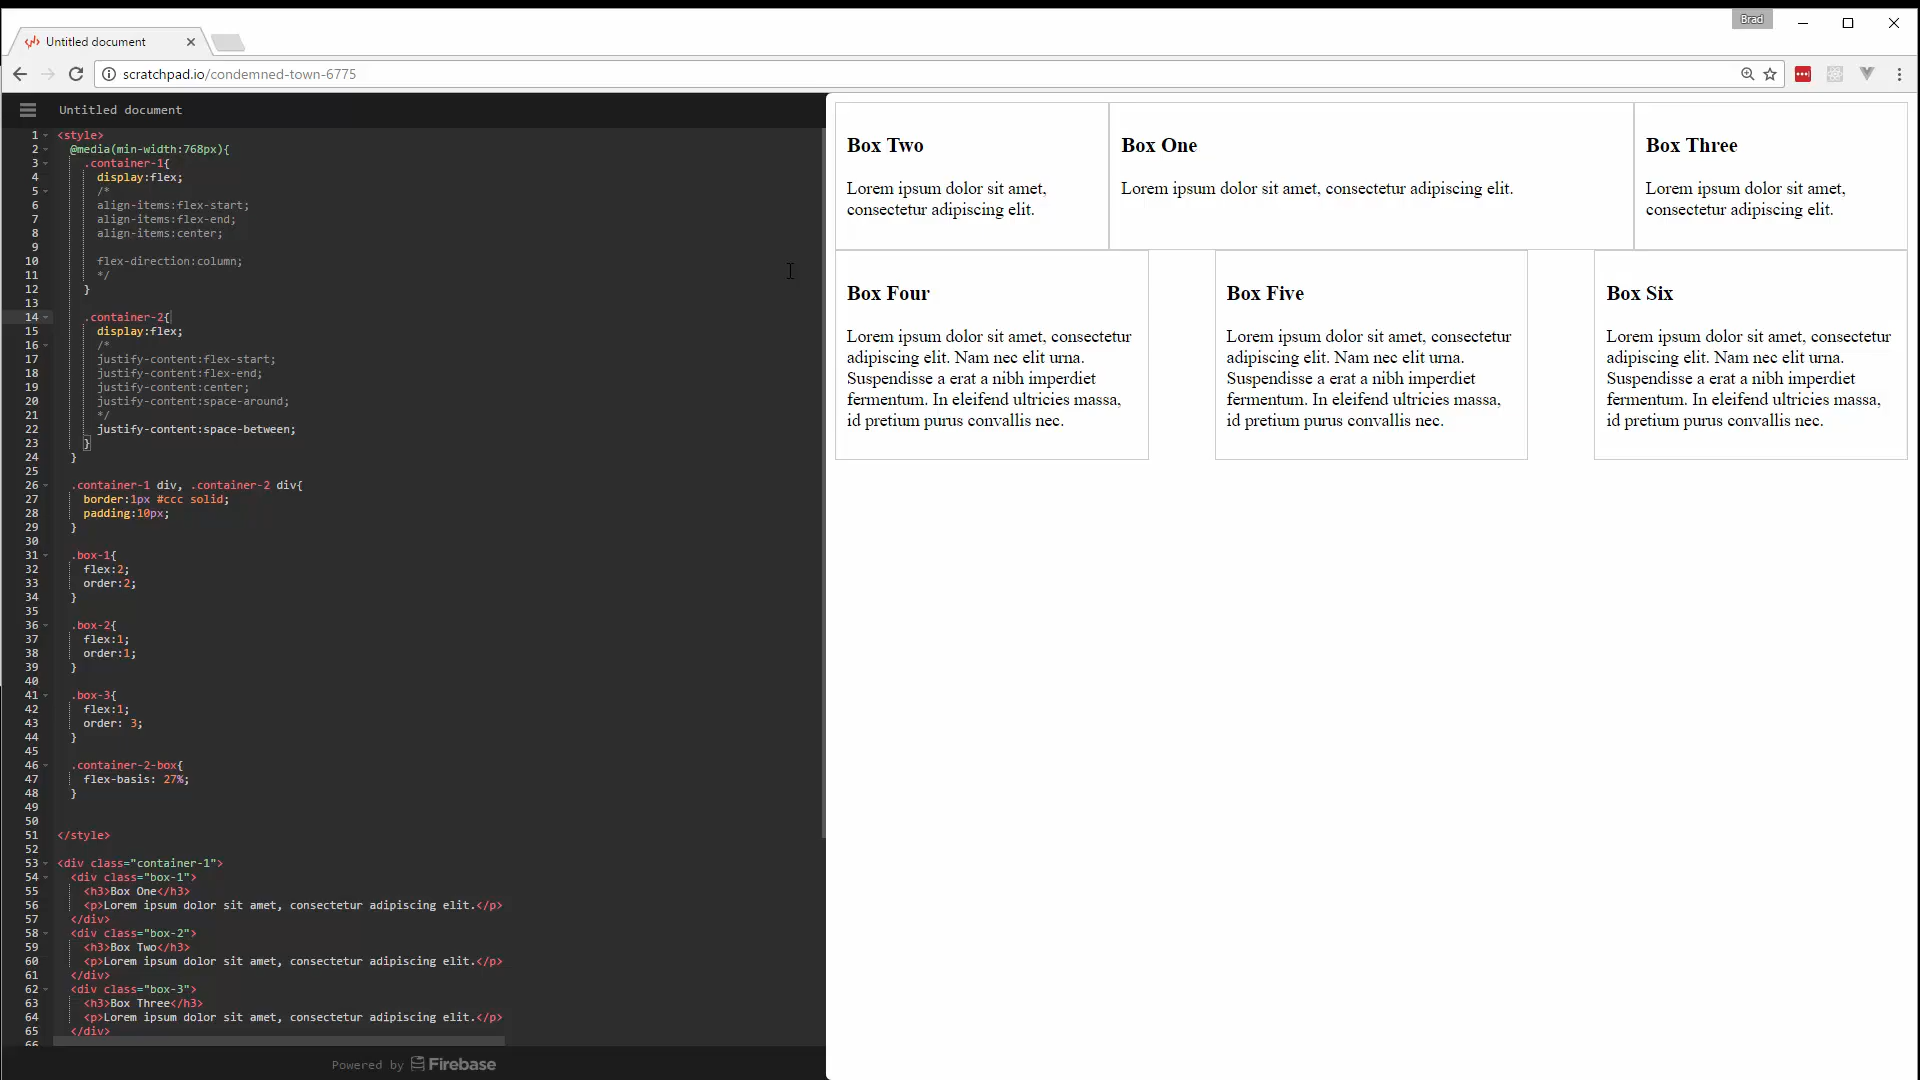 Brad
Untitled document
scratchpad.io/condemned-town-6775
Untitled document
1 <style>
2 @media(min-width:768px){
3 .container-1{
4 display:flex;
5 /*
6 align-items:flex-start;
7 align-items:flex-end;
8 align-items:center;
9
10 flex-direction:column;
11 */
12 }
13
14 .container-2{
15 display:flex;
16 /*
17 justify-content:flex-start;
18 justify-content:flex-end;
19 justify-content:center;
20 justify-content:space-around;
21 */
22 justify-content:space-between;
23 }
24 }
25
26 .container-1 div, .container-2 div{
27 border:1px #ccc solid;
28 padding:10px;
29 }
30
31 .box-1{
32 flex:2;
33 order:2;
34 }
35
36 .box-2{
37 flex:1;
38 order:1;
39 }
40
41 .box-3{
42 flex:1;
43 order: 3;
44 }
45
46 .container-2-box{
47 flex-basis: 27%;
48 }
49
50
51 </style>
52
53 <div class="container-1">
54 <div class="box-1">
55 <h3>Box One</h3>
56 <p>Lorem ipsum dolor sit amet, consectetur adipiscing elit.</p>
57 </div>
58 <div class="box-2">
59 <h3>Box Two</h3>
60 <p>Lorem ipsum dolor sit amet, consectetur adipiscing elit.</p>
61 </div>
62 <div class="box-3">
63 <h3>Box Three</h3>
64 <p>Lorem ipsum dolor sit amet, consectetur adipiscing elit.</p>
65 </div>
66
Powered by Firebase
Box Two
Lorem ipsum dolor sit amet,
consectetur adipiscing elit.
Box One
Lorem ipsum dolor sit amet, consectetur adipiscing elit.
Box Three
Lorem ipsum dolor sit amet,
consectetur adipiscing elit.
Box Four
Lorem ipsum dolor sit amet, consectetur
adipiscing elit. Nam nec elit urna.
Suspendisse a erat a nibh imperdiet
fermentum. In eleifend ultricies massa,
id pretium purus convallis nec.
Box Five
Lorem ipsum dolor sit amet, consectetur
adipiscing elit. Nam nec elit urna.
Suspendisse a erat a nibh imperdiet
fermentum. In eleifend ultricies massa,
id pretium purus convallis nec.
Box Six
Lorem ipsum dolor sit amet, consectetur
adipiscing elit. Nam nec elit urna.
Suspendisse a erat a nibh imperdiet
fermentum. In eleifend ultricies massa,
id pretium purus convallis nec.